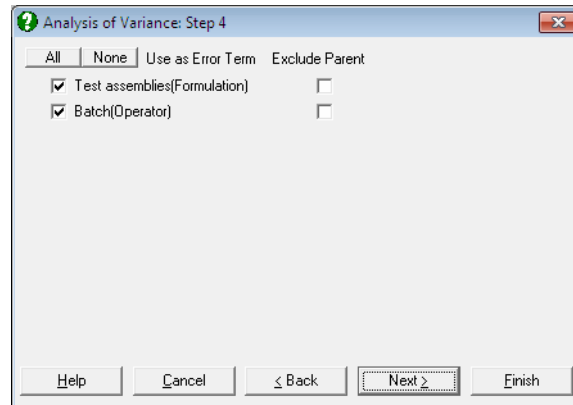 Analysis of Variance: Step 4
All None Use as Error Term Exclude Parent
Test assemblies(Formulation)
Batch(Operator)
Help Cancel < Back Next > Finish